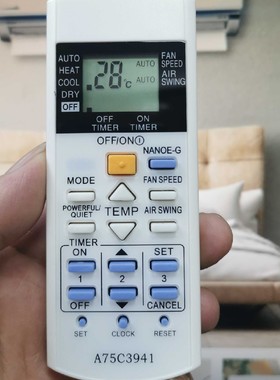 AUTO
HEAT
COOL
DRY
OFF
28°C
AUTO
AUTO
FAN SPEED
AIR SWING
OFF TIMER
ON TIMER
OFF/ON
NANOE-G
MODE
FAN SPEED
POWERFUL/
QUIET
TEMP
AIR SWING
TIMER
ON
SET
1
2
3
OFF
CANCEL
SET
CLOCK
RESET
A75C3941